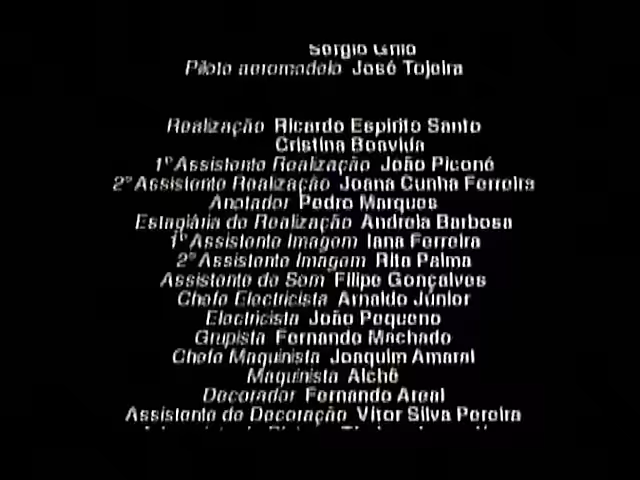 Sérgio Grilo
Piloto aeromodelo José Tojeira
Realização Ricardo Espírito Santo
Cristina Boavida
1º Assistente Realização João Piconé
2º Assistente Realização Joana Cunha Ferreira
Anotador Pedro Marques
Estagiária de Realização Andreia Barbosa
1º Assistente Imagem Iana Ferreira
2º Assistente Imagem Rita Palma
Assistente de Som Filipe Gonçalves
Chefe Electricista Arnaldo Júnior
Electricista João Pequeno
Grupista Fernando Machado
Chefe Maquinista Joaquim Amaral
Maquinista Alchê
Decorador Fernando Areal
Assistente de Decoração Vítor Silva Pereira